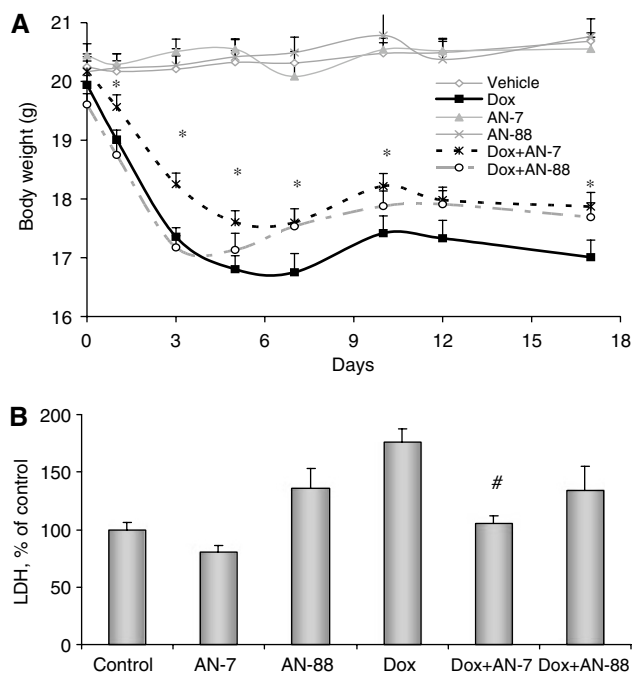 A
21
20
19
18
17
16
Body weight (g)
*
*
*
*
*
*
Vehicle
Dox
AN-7
AN-88
Dox+AN-7
Dox+AN-88
0 3 6 9 12 15 18
Days
B
200
150
100
50
0
LDH, % of control
#
Control AN-7 AN-88 Dox Dox+AN-7 Dox+AN-88